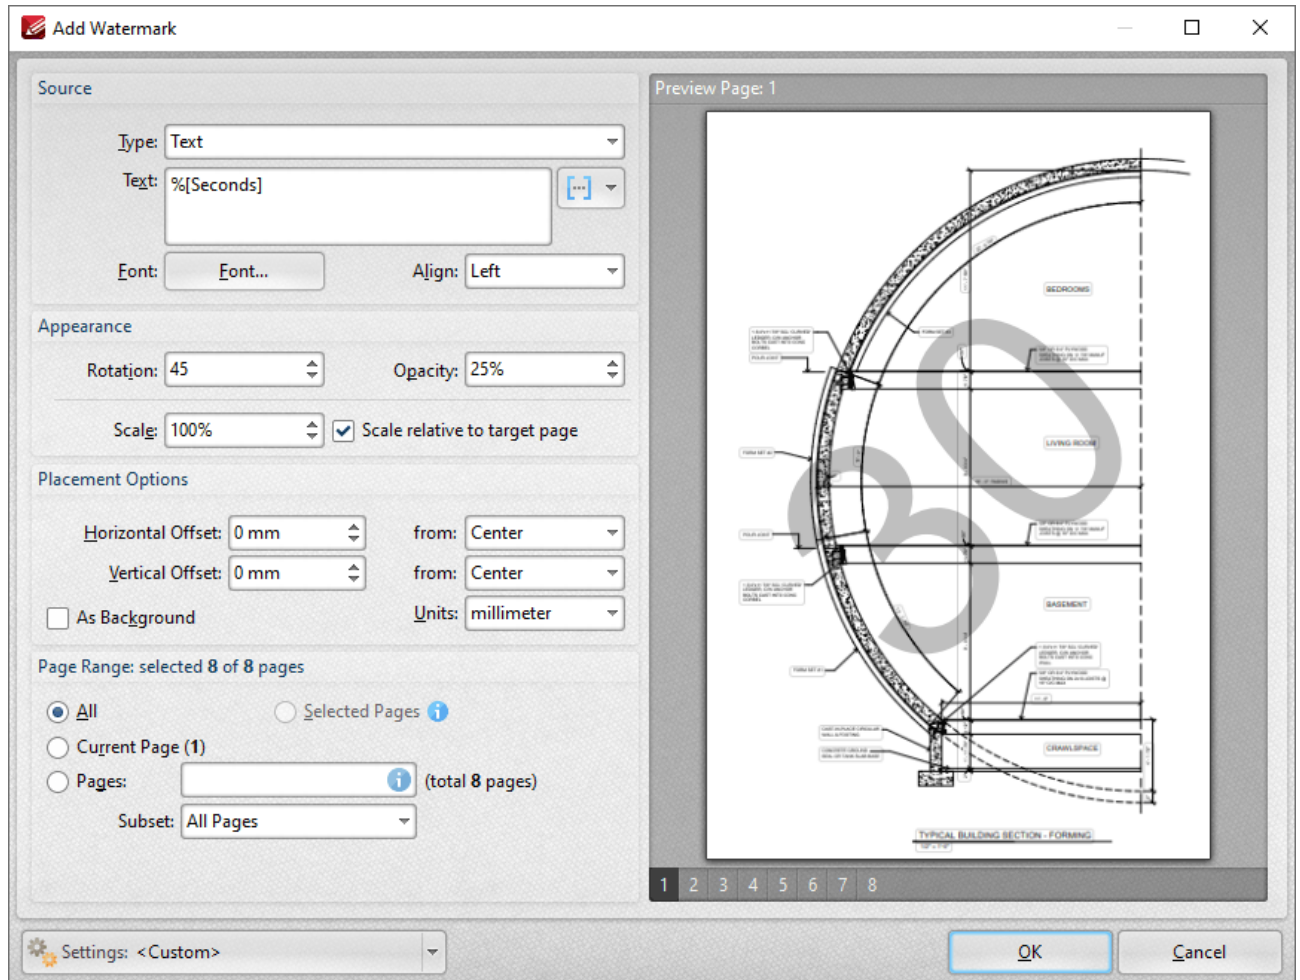 Add Watermark
Source
Preview Page: 1
Type: Text
Text: %[Seconds]
Font: Font... Align: Left
Appearance
Rotation: 45 Opacity: 25%
Scale: 100% Scale relative to target page
Placement Options
Horizontal Offset: 0 mm from: Center
Vertical Offset: 0 mm from: Center
As Background Units: millimeter
Page Range: selected 8 of 8 pages
All Selected Pages
Current Page (1)
Pages: (total 8 pages)
Subset: All Pages
BEDROOMS
LIVING ROOM
30
BASEMENT
CRAWLSPACE
TYPICAL BUILDING SECTION - FORMING
1 2 3 4 5 6 7 8
Settings: <Custom>
OK Cancel